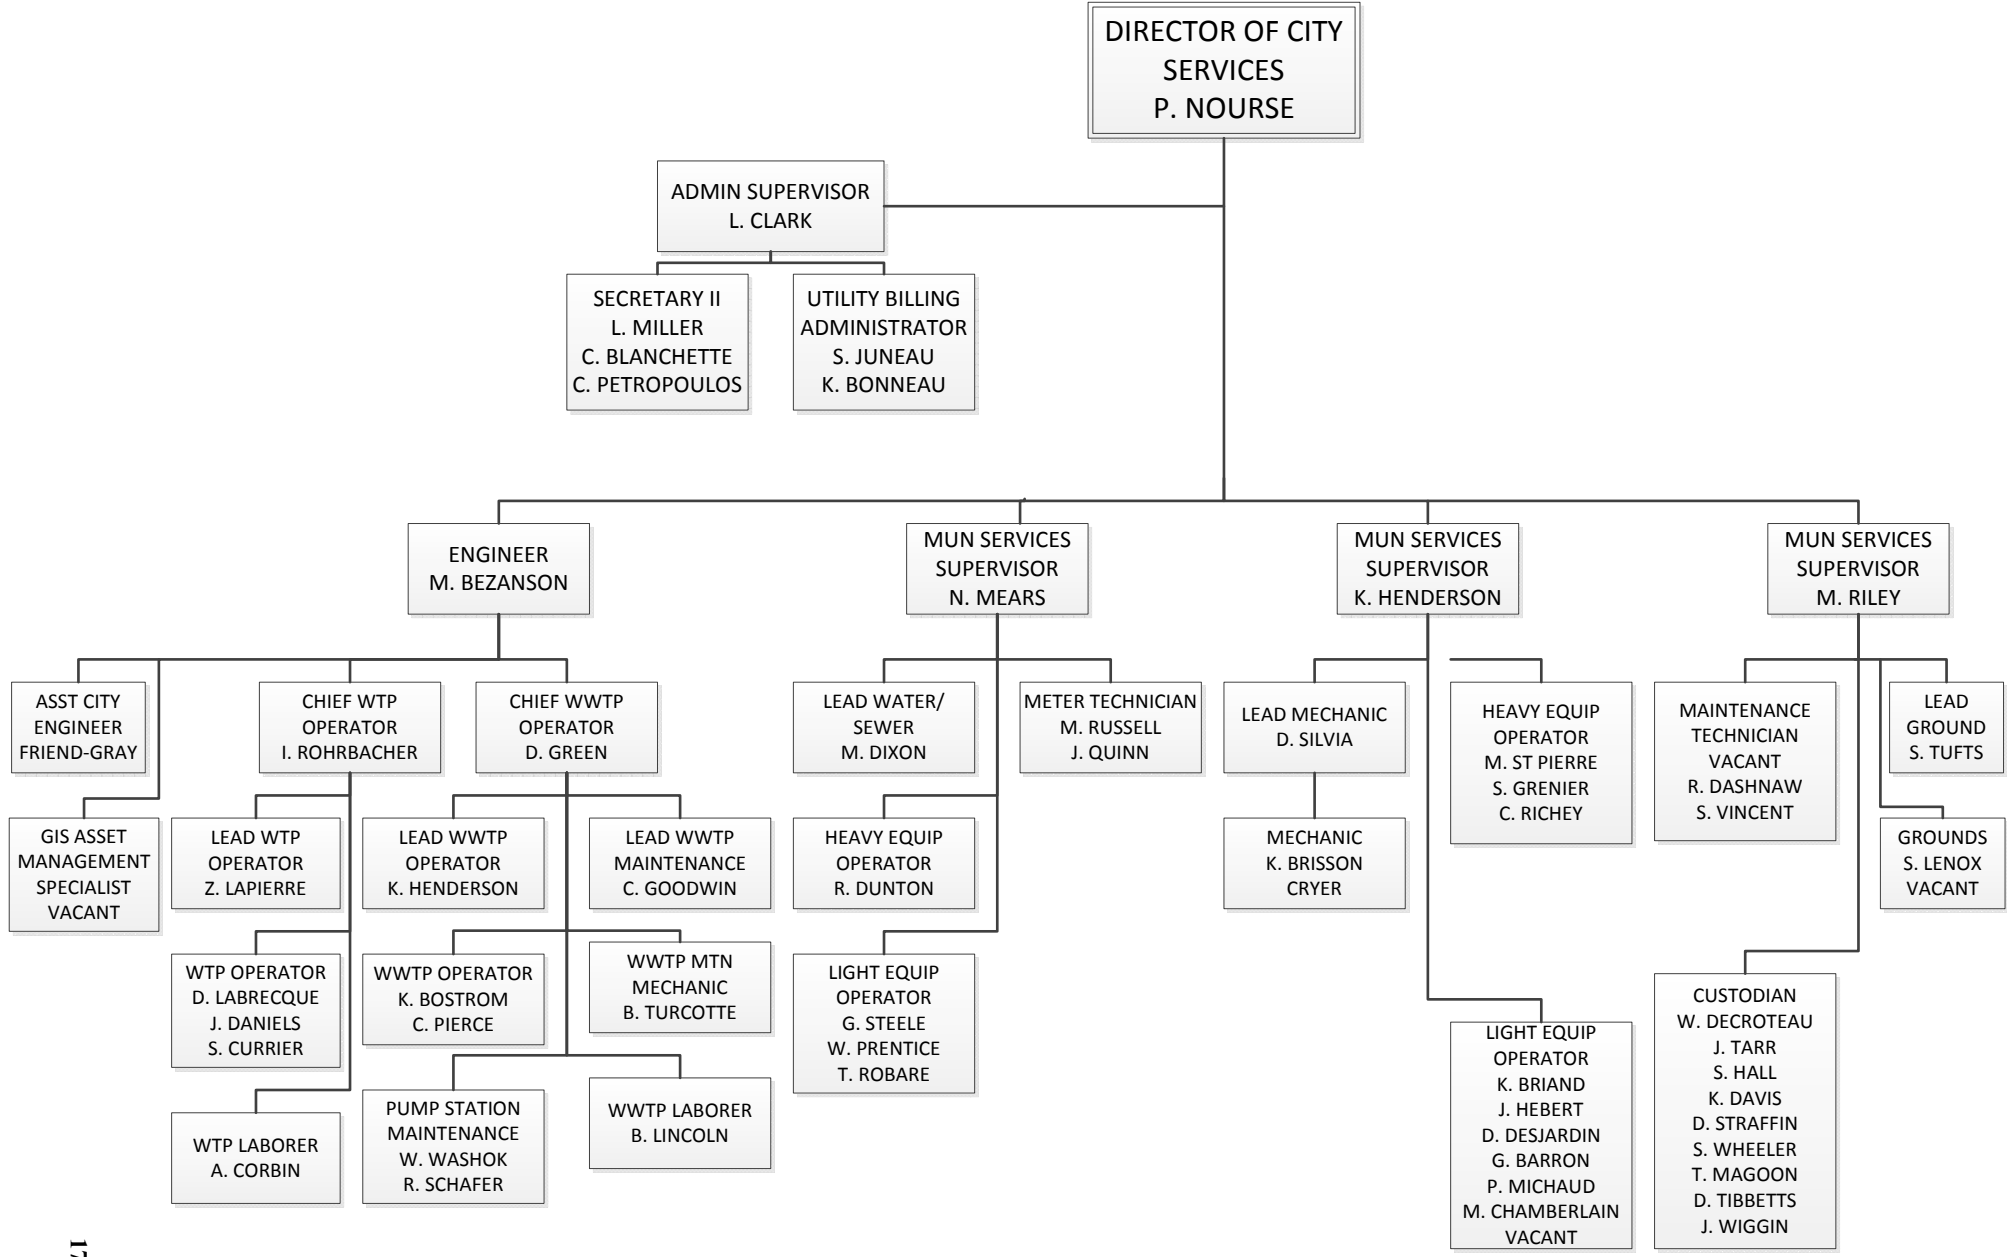 DIRECTOR OF CITY
SERVICES
P. NOURSE
ADMIN SUPERVISOR
L. CLARK
SECRETARY II
L. MILLER
C. BLANCHETTE
C. PETROPOULOS
UTILITY BILLING
ADMINISTRATOR
S. JUNEAU
K. BONNEAU
ENGINEER
M. BEZANSON
MUN SERVICES
SUPERVISOR
N. MEARS
MUN SERVICES
SUPERVISOR
K. HENDERSON
MUN SERVICES
SUPERVISOR
M. RILEY
ASST CITY
ENGINEER
FRIEND-GRAY
CHIEF WTP
OPERATOR
I. ROHRBACHER
CHIEF WWTP
OPERATOR
D. GREEN
LEAD WATER/
SEWER
M. DIXON
METER TECHNICIAN
M. RUSSELL
J. QUINN
LEAD MECHANIC
D. SILVIA
HEAVY EQUIP
OPERATOR
M. ST PIERRE
S. GRENIER
C. RICHEY
MAINTENANCE
TECHNICIAN
VACANT
R. DASHNAW
S. VINCENT
LEAD
GROUND
S. TUFTS
GIS ASSET
MANAGEMENT
SPECIALIST
VACANT
LEAD WTP
OPERATOR
Z. LAPIERRE
LEAD WWTP
OPERATOR
K. HENDERSON
LEAD WWTP
MAINTENANCE
C. GOODWIN
HEAVY EQUIP
OPERATOR
R. DUNTON
MECHANIC
K. BRISSON
CRYER
GROUNDS
S. LENOX
VACANT
WTP OPERATOR
D. LABRECQUE
J. DANIELS
S. CURRIER
WWTP OPERATOR
K. BOSTROM
C. PIERCE
WWTP MTN
MECHANIC
B. TURCOTTE
LIGHT EQUIP
OPERATOR
G. STEELE
W. PRENTICE
T. ROBARE
LIGHT EQUIP
OPERATOR
K. BRIAND
J. HEBERT
D. DESJARDIN
G. BARRON
P. MICHAUD
M. CHAMBERLAIN
VACANT
CUSTODIAN
W. DECROTEAU
J. TARR
S. HALL
K. DAVIS
D. STRAFFIN
S. WHEELER
T. MAGOON
D. TIBBETTS
J. WIGGIN
WTP LABORER
A. CORBIN
PUMP STATION
MAINTENANCE
W. WASHOK
R. SCHAFER
WWTP LABORER
B. LINCOLN